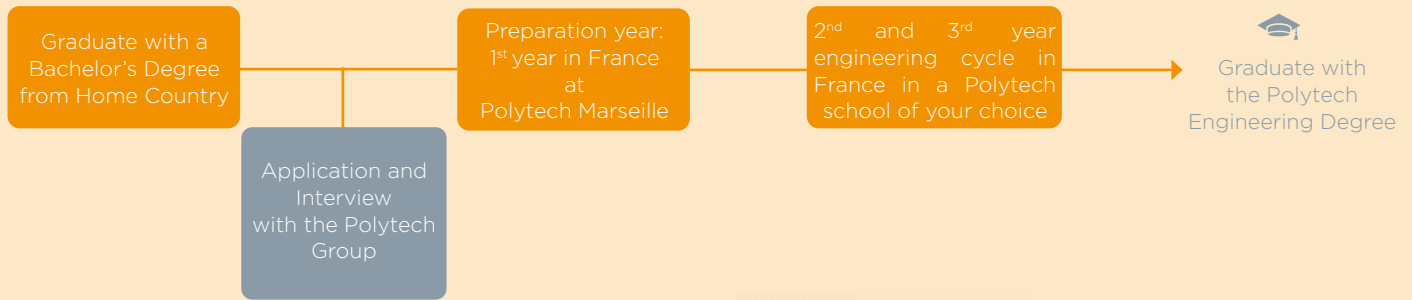 Graduate with a
Bachelor's Degree
from Home Country
Application and
Interview
with the Polytech
Group
Preparation year:
1st year in France
at
Polytech Marseille
2nd and 3rd year
engineering cycle in
France in a Polytech
school of your choice
Graduate with
the Polytech
Engineering Degree